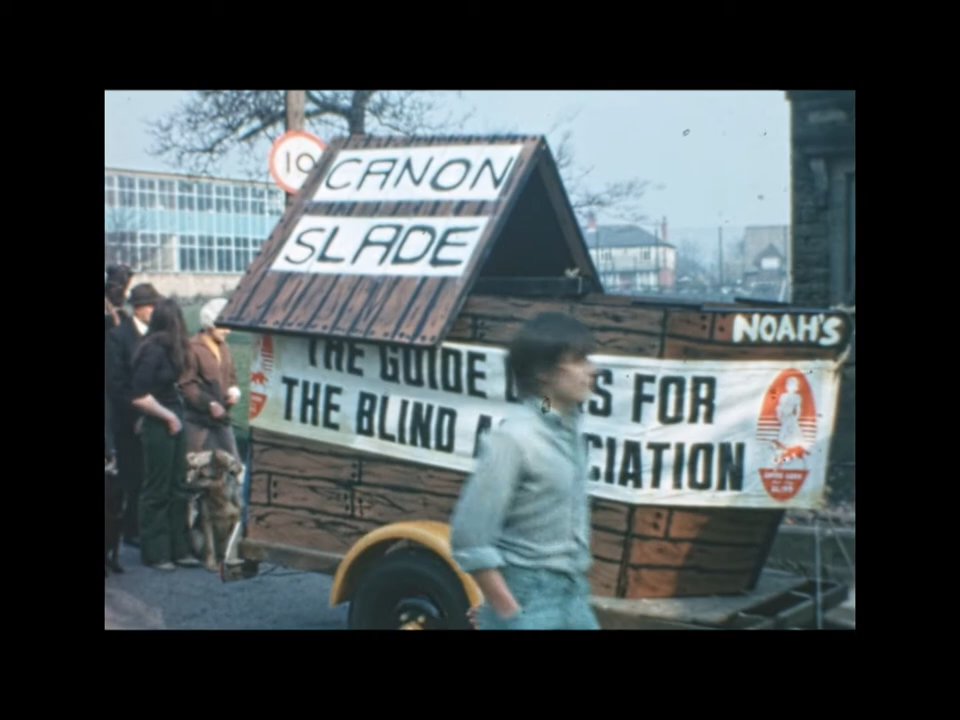 10
CANON
SLADE
NOAH'S
THE GUIDE FOR
THE BLIND CIATION